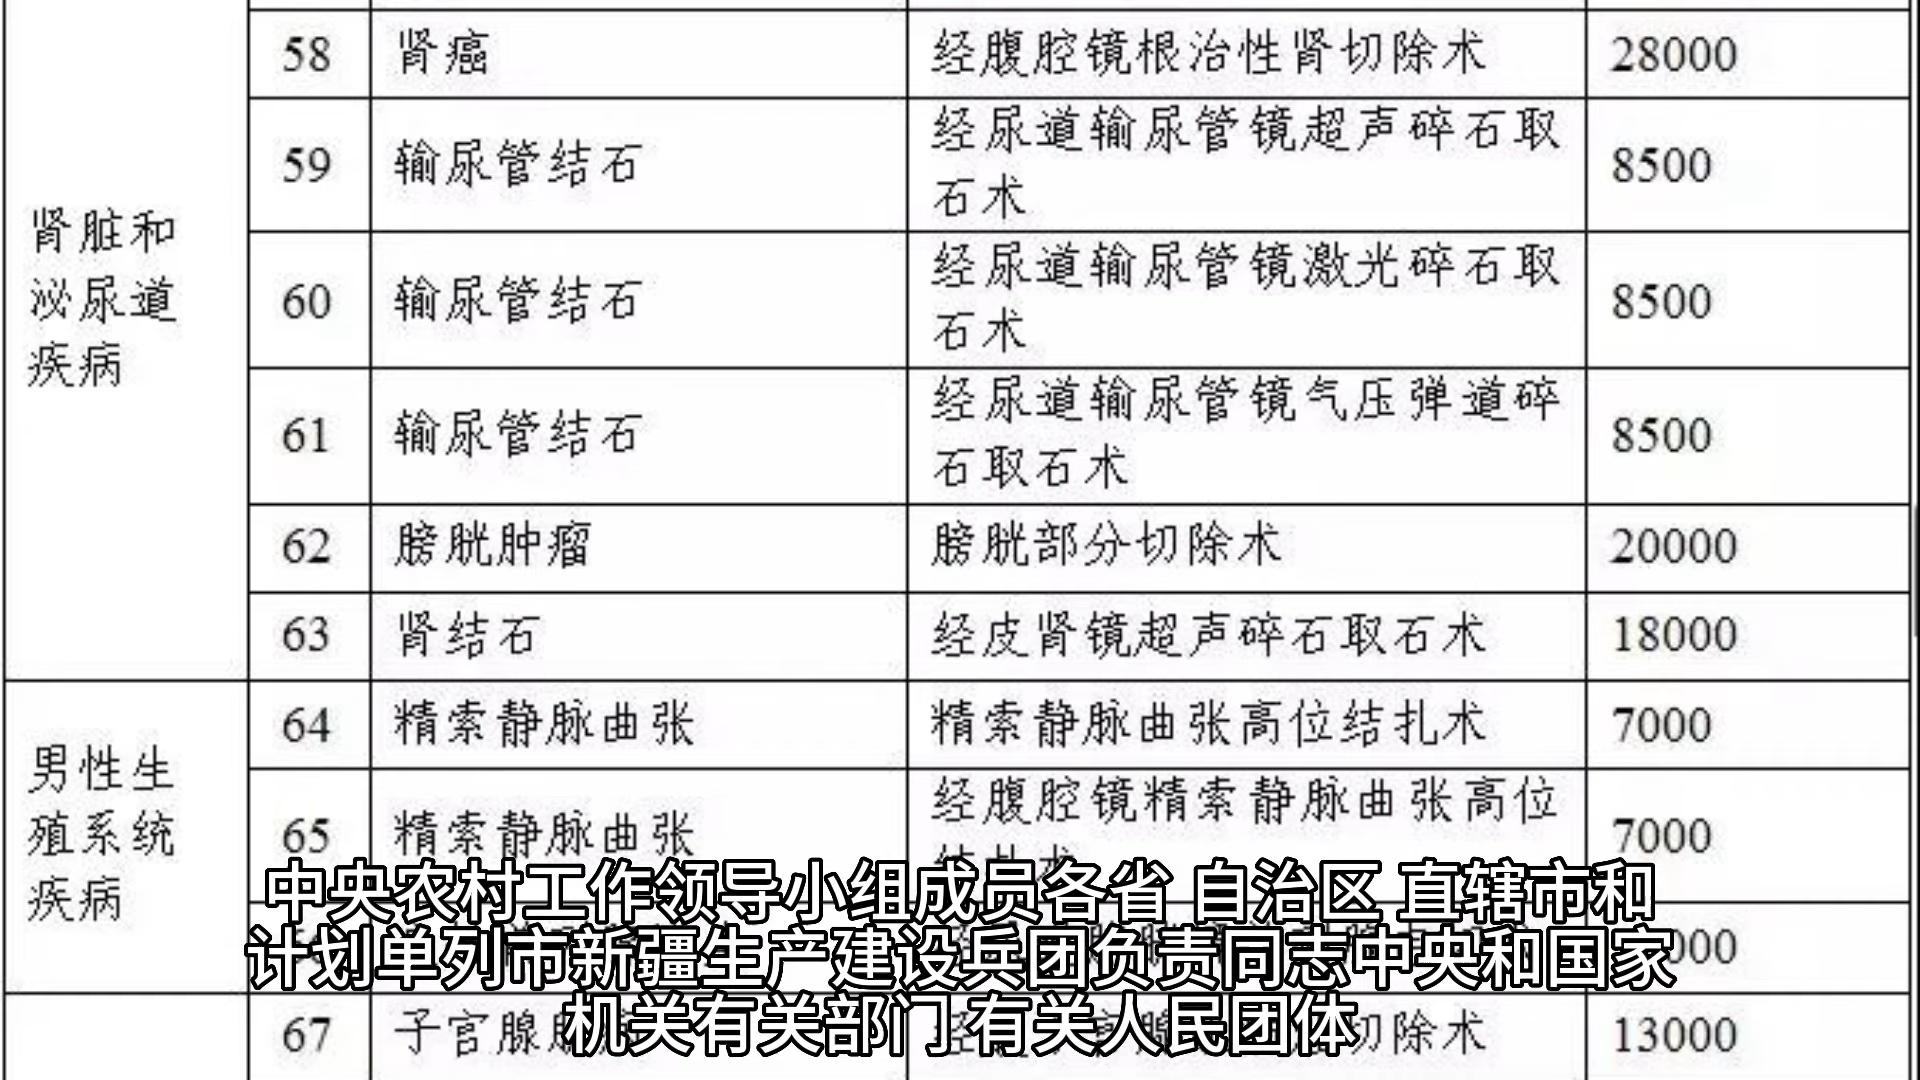 58 肾癌 经腹腔镜根治性肾切除术 28000
59 输尿管结石 经尿道输尿管镜超声碎石取
石术 8500
肾脏和
泌尿道
疾病
60 输尿管结石 经尿道输尿管镜激光碎石取
石术 8500
61 输尿管结石 经尿道输尿管镜气压弹道碎
石取石术 8500
62 膀胱肿瘤 膀胱部分切除术 20000
63 肾结石 经皮肾镜超声碎石取石术 18000
男性生
殖系统
疾病
64 精索静脉曲张 精索静脉曲张高位结扎术 7000
65 精索静脉曲张 经腹腔镜精索静脉曲张高位 7000
67 子宫腺 切除术 13000
中央农村工作领导小组成员各省 自治区 直辖市和
计划单列市新疆生产建设兵团负责同志中央和国家
机关有关部门 有关人民团体